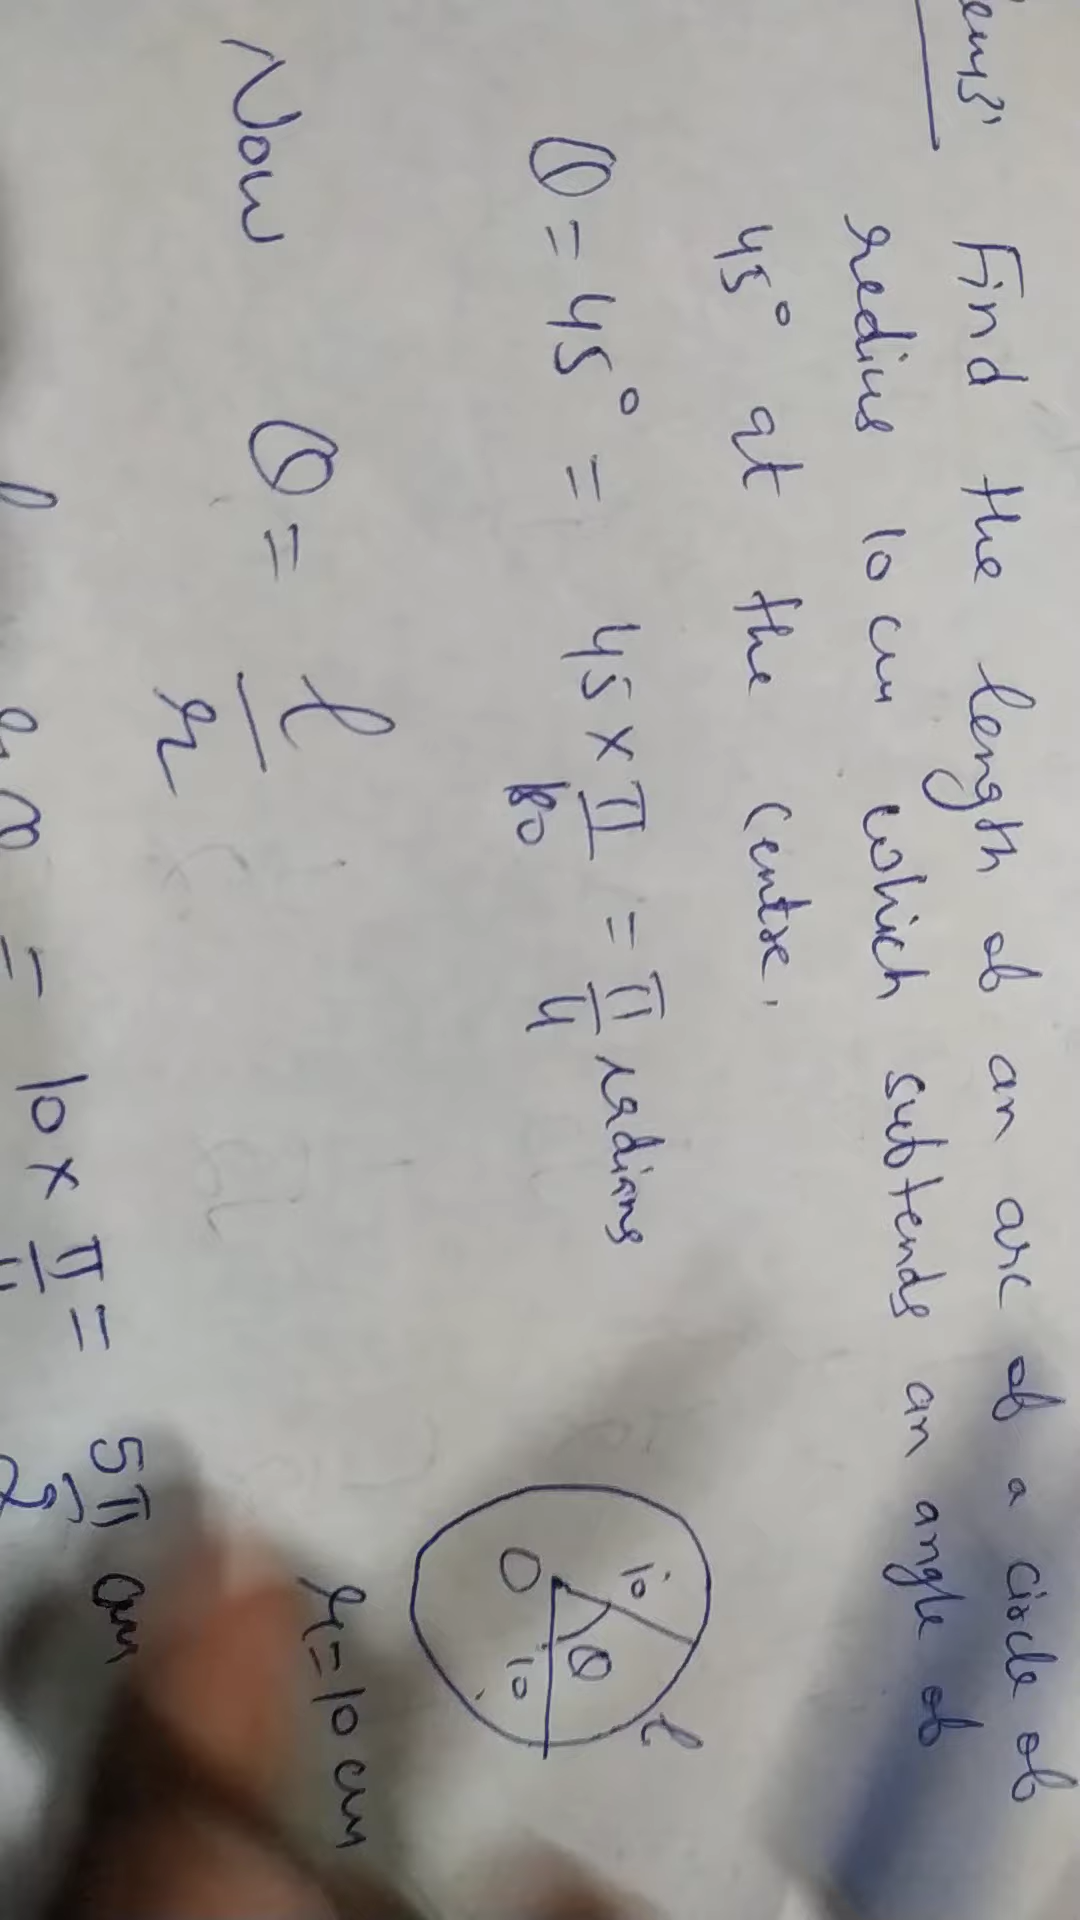 Find the length of an arc of a circle of
redius 10 cm which subtends an angle of
45° at the centre.
θ = 45° = 45 × π/180 = π/4 radians
O 10 10 θ l
r = 10 cm
Now θ = l/r
= 10 × π/4 = 5π/2 cm